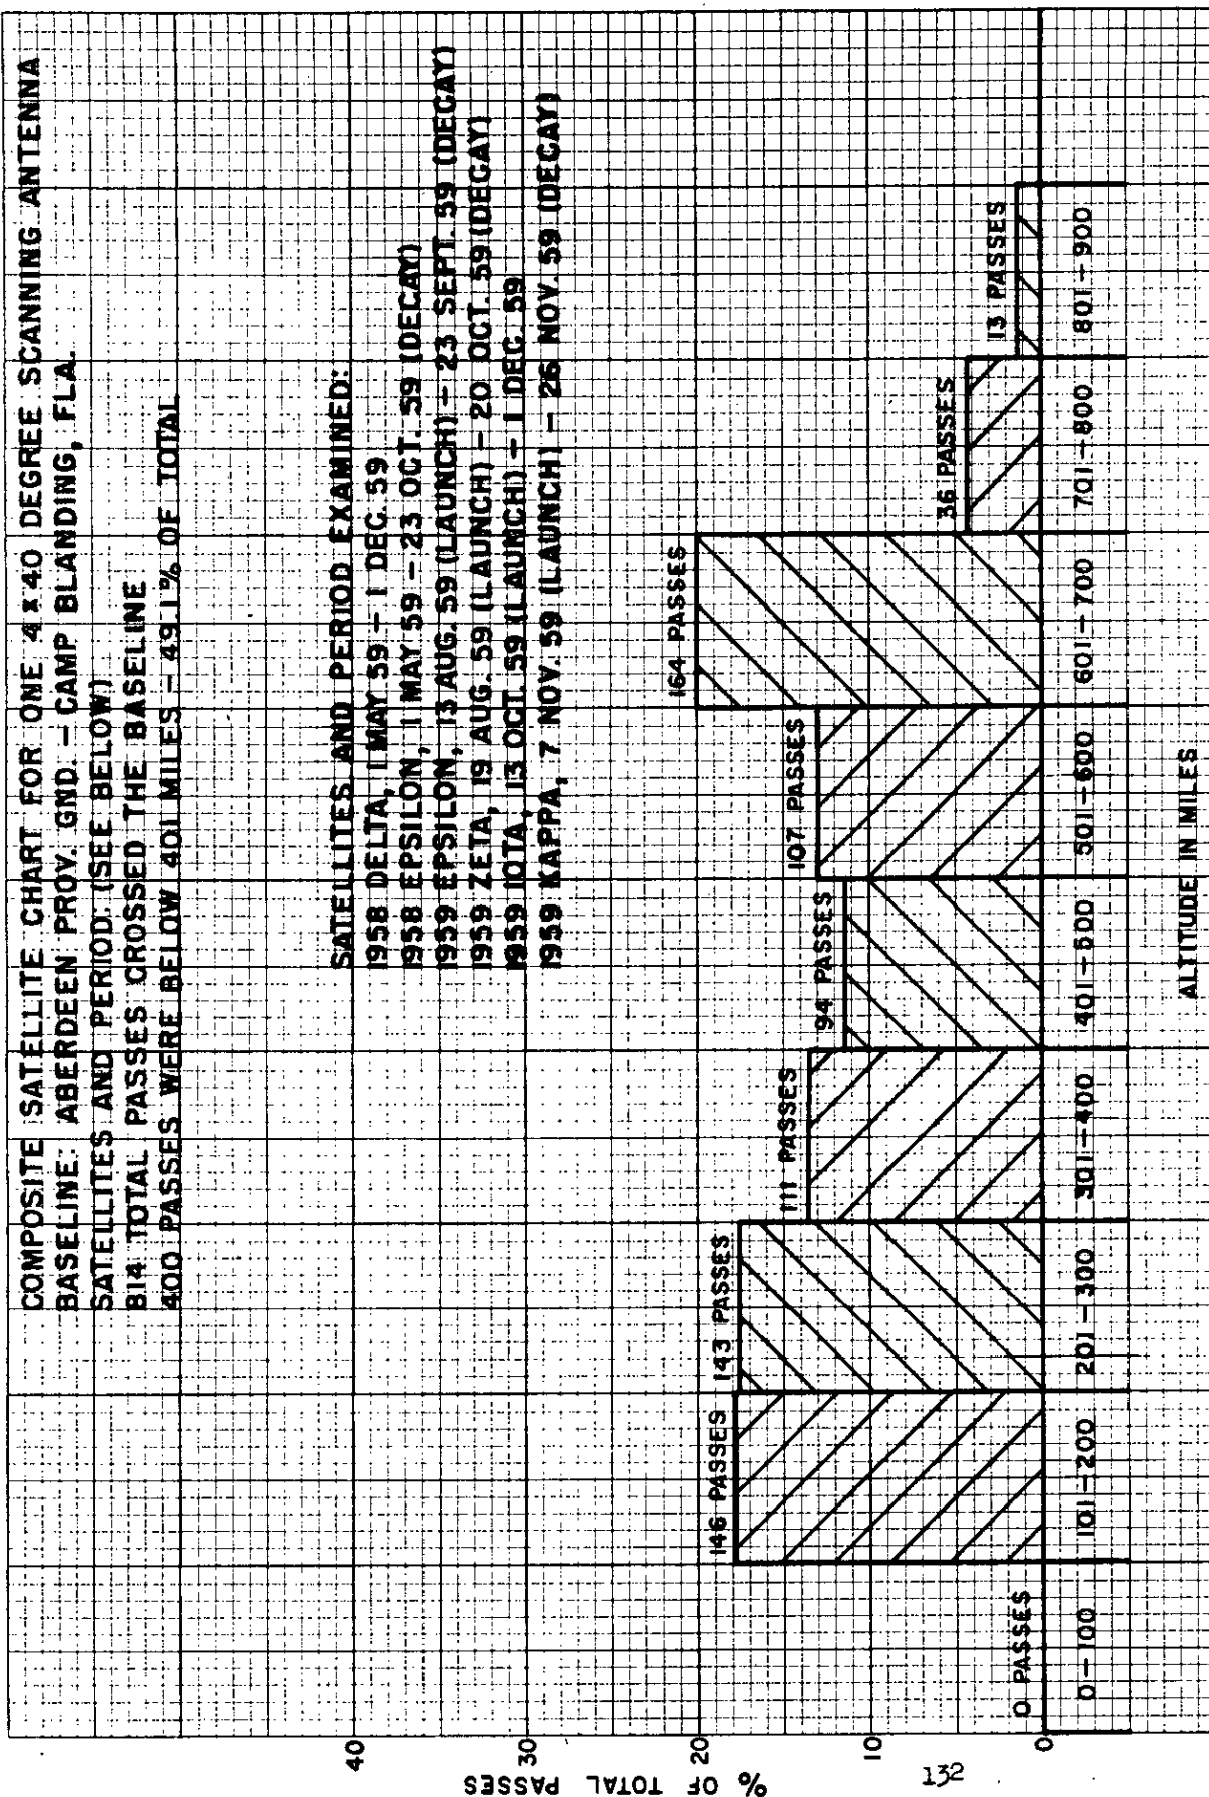 COMPOSITE SATELLITE CHART FOR ONE 4 X 40 DEGREE SCANNING ANTENNA
BASELINE: ABERDEEN PROV. GND. – CAMP BLANDING, FLA.
SATELLITES AND PERIOD: (SEE BELOW)
814 TOTAL PASSES CROSSED THE BASELINE
400 PASSES WERE BELOW 401 MILES – 49.1% OF TOTAL
SATELLITES AND PERIOD EXAMINED:
1958 DELTA, 1 MAY 59 – 1 DEC. 59
1958 EPSILON, 1 MAY 59 – 23 OCT. 59 (DECAY)
1959 EPSILON, 13 AUG. 59 (LAUNCH) – 23 SEPT. 59 (DECAY)
1959 ZETA, 19 AUG. 59 (LAUNCH) – 20 OCT. 59 (DECAY)
1959 IOTA, 13 OCT. 59 (LAUNCH) – 1 DEC. 59
1959 KAPPA, 7 NOV. 59 (LAUNCH) – 26 NOV. 59 (DECAY)
% OF TOTAL PASSES
40
30
20
10
0
0 PASSES
146 PASSES
143 PASSES
111 PASSES
94 PASSES
107 PASSES
164 PASSES
36 PASSES
13 PASSES
0–100
101–200
201–300
301–400
401–500
501–600
601–700
701–800
801–900
ALTITUDE IN MILES
132